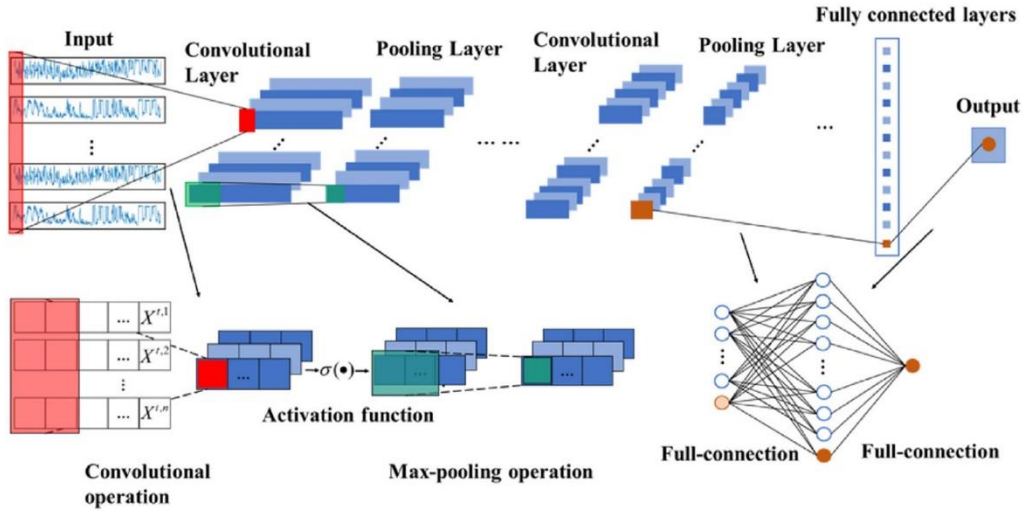 Input
Convolutional
Layer
Pooling Layer
Convolutional
Layer
Pooling Layer
Fully connected layers
Output
...
... ...
...
...
...
...
...
...
... X^{t,1}
... X^{t,2}
...
... X^{t,n}
...
σ(•)
...
...
Activation function
Convolutional
operation
Max-pooling operation
Full-connection
Full-connection